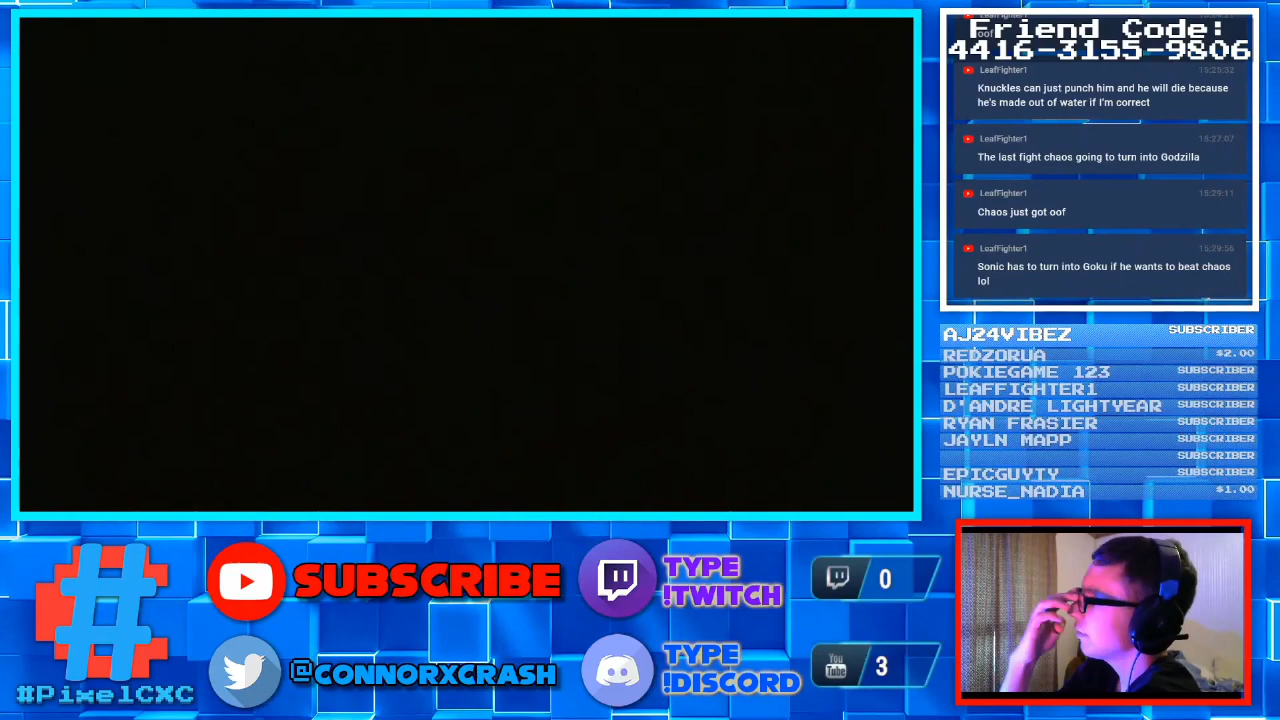 LeafFighter1
oof
Friend Code:
4416-3155-9806
LeafFighter1 15:25:32
Knuckles can just punch him and he will die because
he's made out of water if I'm correct
LeafFighter1 15:27:07
The last fight chaos going to turn into Godzilla
LeafFighter1 15:29:11
Chaos just got oof
LeafFighter1 15:29:56
Sonic has to turn into Goku if he wants to beat chaos
lol
AJ24VIBEZ SUBSCRIBER
REDZORUA $2.00
POKIEGAME 123 SUBSCRIBER
LEAFFIGHTER1 SUBSCRIBER
D'ANDRE LIGHTYEAR SUBSCRIBER
RYAN FRASIER SUBSCRIBER
JAYLN MAPP SUBSCRIBER
SUBSCRIBER
EPICGUYTY SUBSCRIBER
NURSE_NADIA $1.00
#
#PixelCXC
SUBSCRIBE
@CONNORXCRASH
TYPE
!TWITCH
TYPE
!DISCORD
0
You
Tube
3